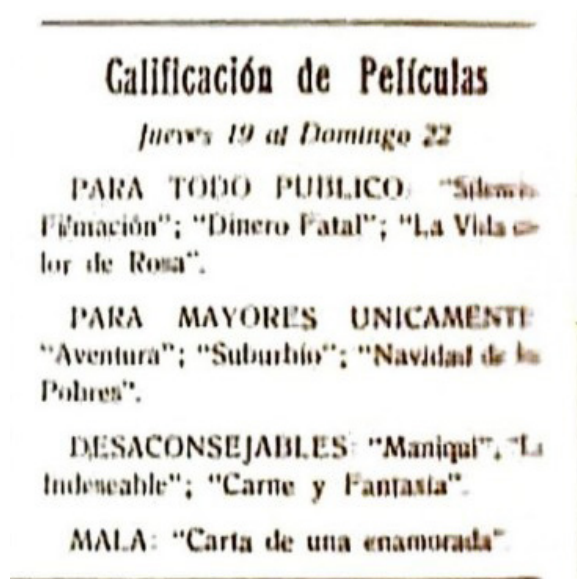 Calificación de Películas
Jueves 19 al Domingo 22
PARA TODO PUBLICO: "Silencio
Filmación"; "Dinero Fatal"; "La Vida co-
lor de Rosa".
PARA MAYORES UNICAMENTE
"Aventura"; "Suburbio"; "Navidad de los
Pobres".
DESACONSEJABLES: "Maniquí", "La
Indeseable"; "Carne y Fantasía".
MALA: "Carta de una enamorada"